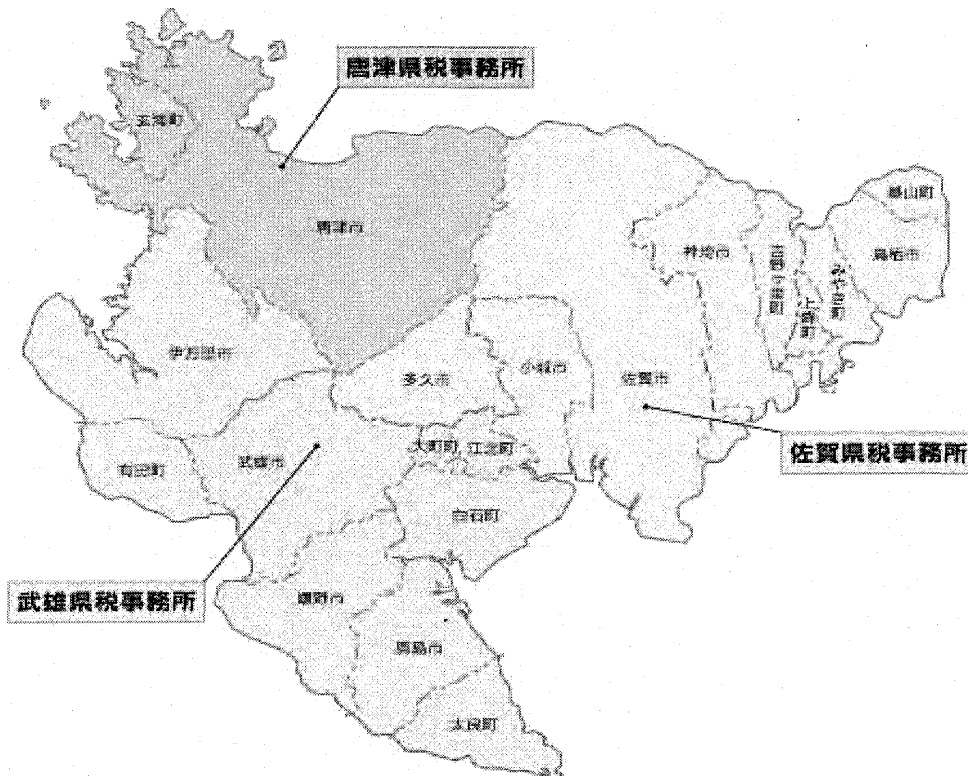 唐津県税事務所
玄海町
唐津市
基山町
鳥栖市
神埼市
吉野ヶ里町
上峰町
みやき町
伊万里市
多久市
小城市
佐賀市
佐賀県税事務所
有田町
武雄市
大町町
江北町
白石町
武雄県税事務所
嬉野市
鹿島市
太良町